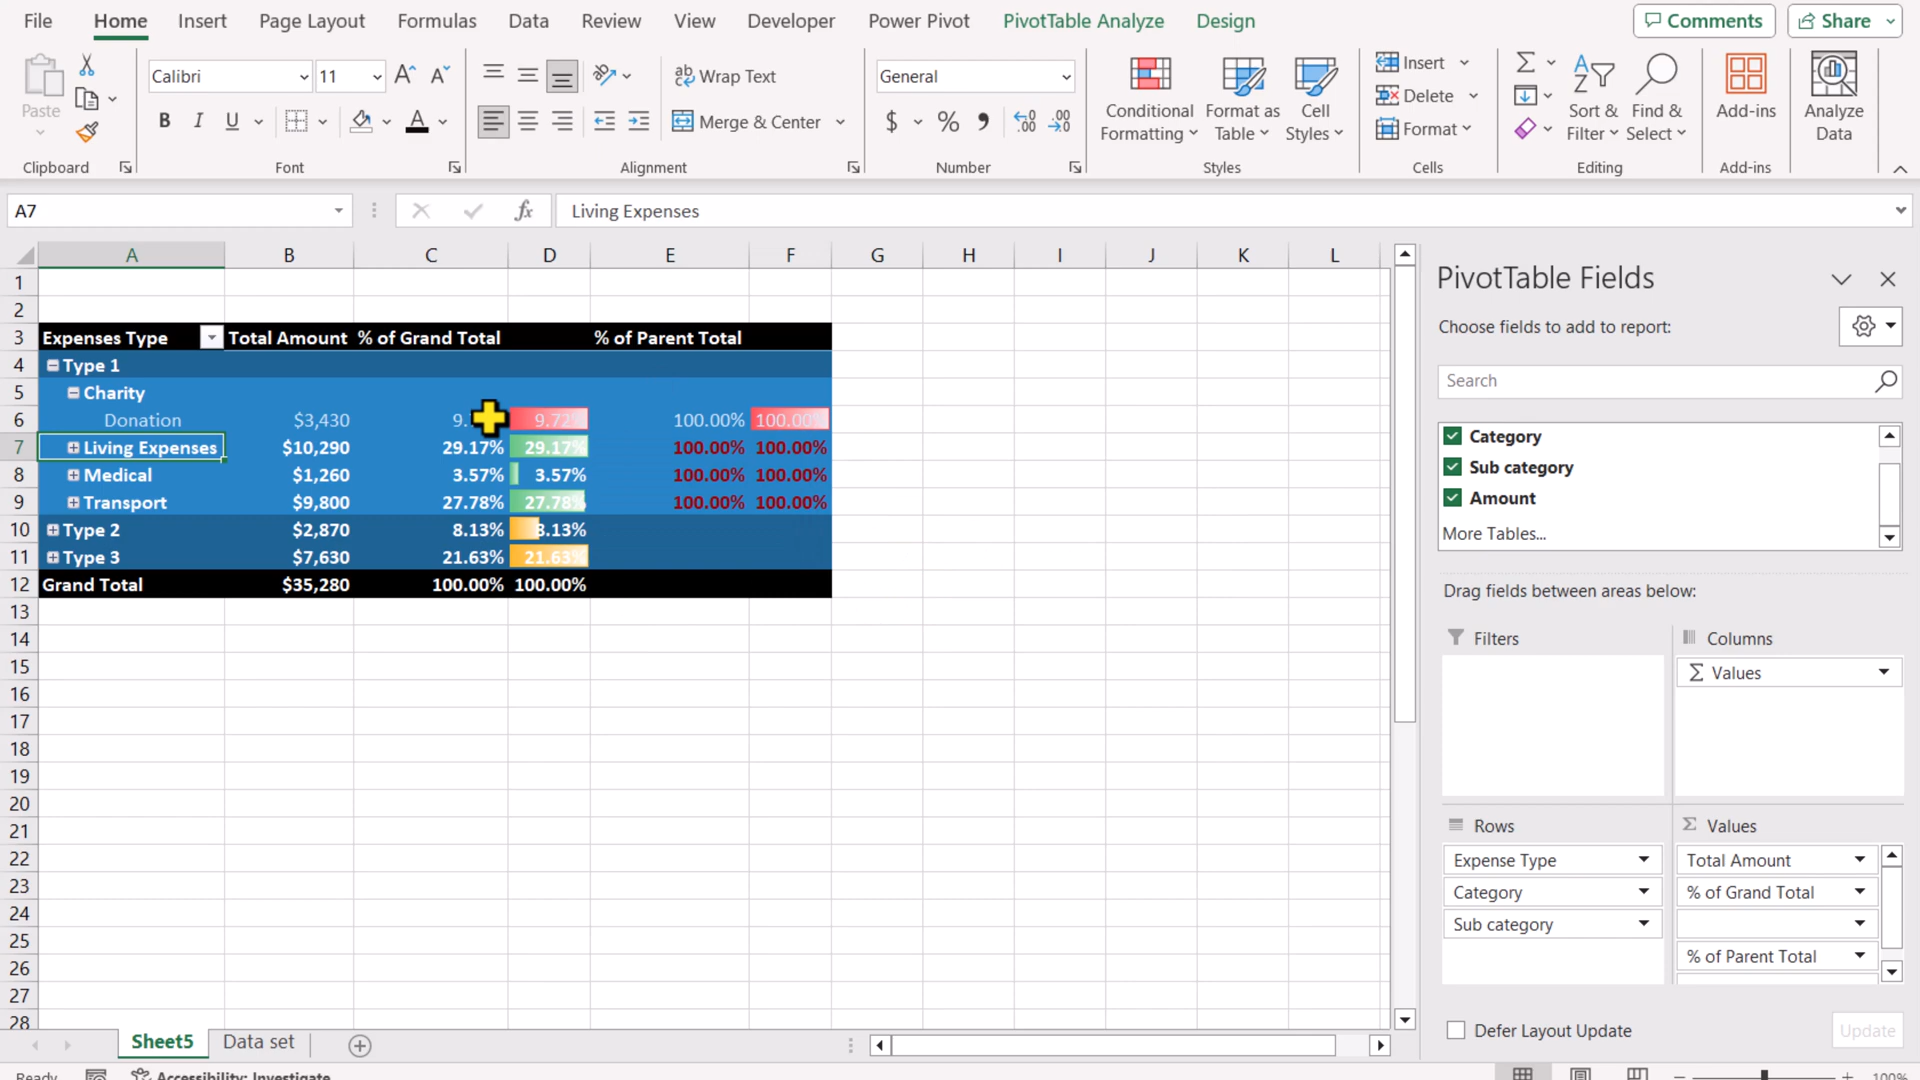 File Home Insert Page Layout Formulas Data Review View Developer Power Pivot PivotTable Analyze Design Comments Share
Calibri 11 Wrap Text General Insert
Paste Delete
Conditional Format as Cell Sort & Find & Add-ins Analyze
B I U Merge & Center $ % Formatting Table Styles Format Filter Select Data
Clipboard Font Alignment Number Styles Cells Editing Add-ins
A7 fx Living Expenses
A B C D E F G H I J K L
1
2
3 Expenses Type Total Amount % of Grand Total % of Parent Total
4 Type 1
5 Charity
6 Donation $3,430 9. 9.72% 100.00% 100.00%
7 Living Expenses $10,290 29.17% 29.17% 100.00% 100.00%
8 Medical $1,260 3.57% 3.57% 100.00% 100.00%
9 Transport $9,800 27.78% 27.78% 100.00% 100.00%
10 Type 2 $2,870 8.13% 8.13%
11 Type 3 $7,630 21.63% 21.63%
12 Grand Total $35,280 100.00% 100.00%
13
14
15
16
17
18
19
20
21
22
23
24
25
26
27
28
Sheet5 Data set
Ready Accessibility: Investigate 100%
PivotTable Fields
Choose fields to add to report:
Search
Category
Sub category
Amount
More Tables...
Drag fields between areas below:
Filters Columns
Σ Values
Rows Σ Values
Expense Type Total Amount
Category % of Grand Total
Sub category
% of Parent Total
Defer Layout Update Update